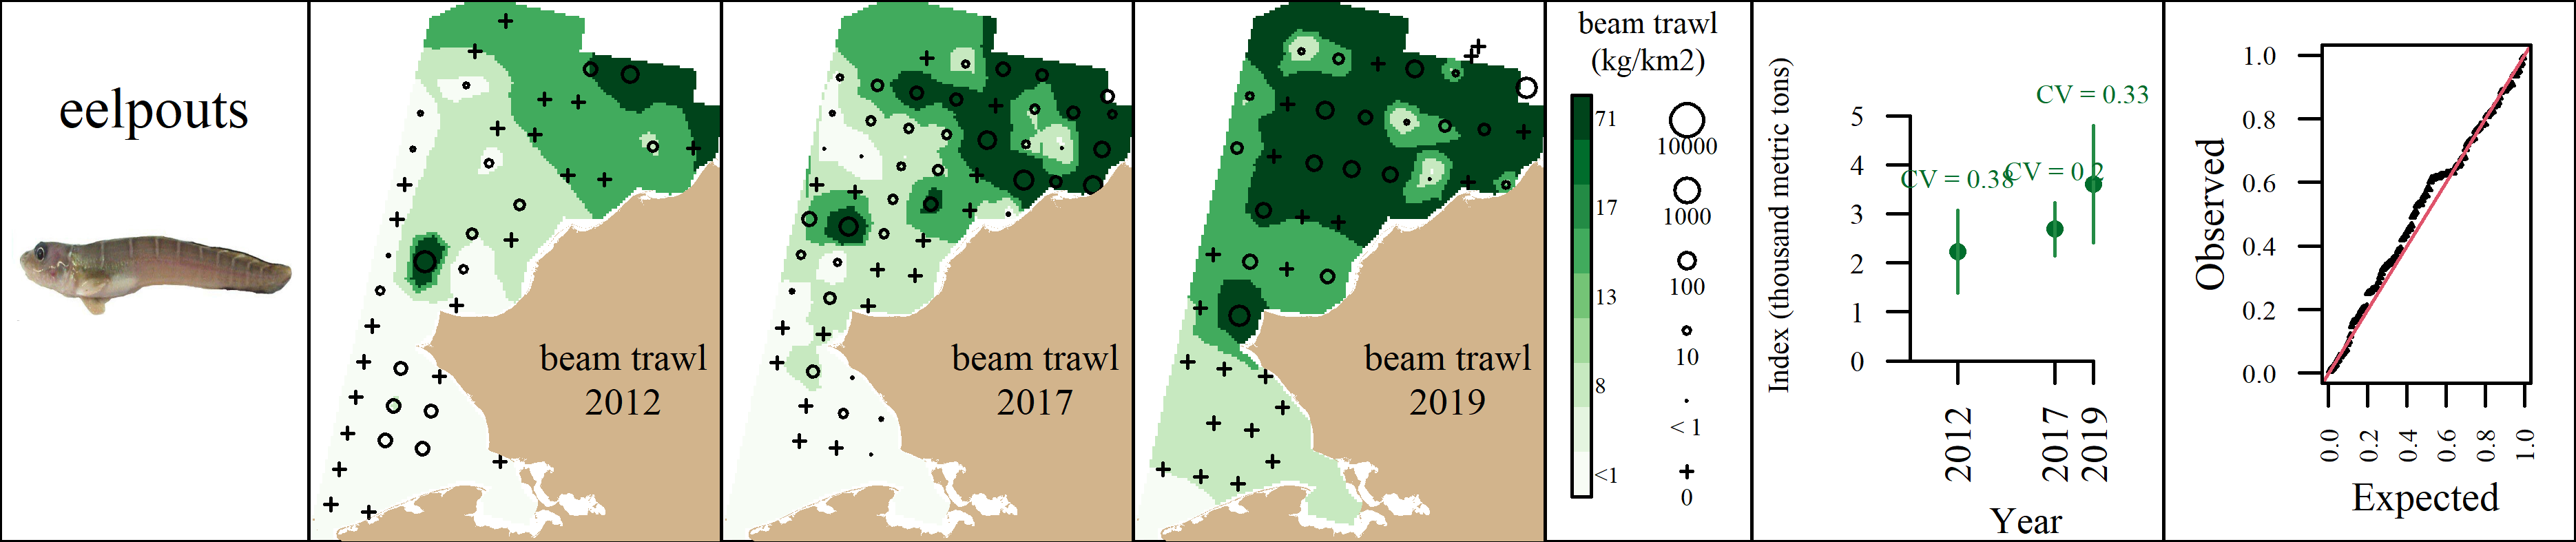 eelpouts
beam trawl
2012
beam trawl
2017
beam trawl
2019
beam trawl
(kg/km2)
71
17
13
8
<1
10000
1000
100
10
< 1
0
Index (thousand metric tons)
5
4
3
2
1
0
CV = 0.38
CV = 0.2
CV = 0.33
2012
2017
2019
Year
Observed
1.0
0.8
0.6
0.4
0.2
0.0
0.0
0.2
0.4
0.6
0.8
1.0
Expected